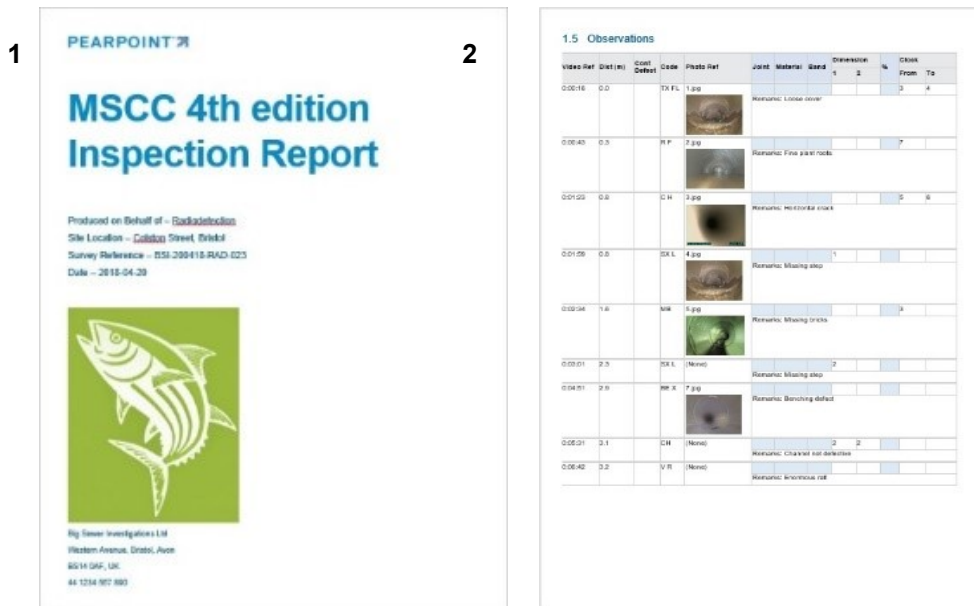 1
PEARPOINT
MSCC 4th edition
Inspection Report
Produced on Behalf of – Radiodetection
Site Location – Colston Street, Bristol
Survey Reference – BSI-200418-RAD-023
Date – 2018-04-20
Big Sewer Investigations Ltd
Western Avenue, Bristol, Avon
BS14 0AF, UK
44 1234 567 890
2
1.5 Observations
Video Ref Dist (m) Cont Defect Code Photo Ref Joint Material Band Dimension 1 2 % Clock From To
0:00:16 0.0 TX FL 1.jpg 3 4
Remarks: Loose cover
0:00:43 0.3 R F 2.jpg 7
Remarks: Fine plant roots
0:01:23 0.8 C H 3.jpg 5 6
Remarks: Horizontal crack
0:01:58 0.8 SX L 4.jpg 1
Remarks: Missing step
0:02:34 1.8 MB 5.jpg
Remarks: Missing bricks
0:03:01 2.3 SX L (None) 2
Remarks: Missing step
0:04:51 2.9 BE X 7.jpg
Remarks: Benching defect
0:05:31 3.1 CH (None) 2 2
Remarks: Channel not defective
0:06:42 3.2 V R (None)
Remarks: Enormous rat!